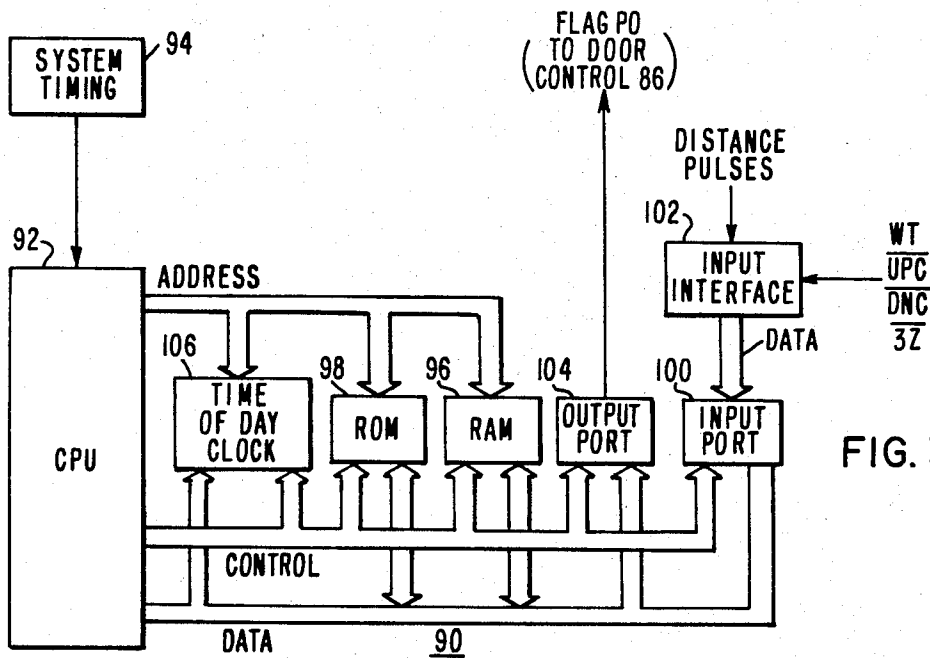 94
SYSTEM
TIMING
FLAG PO
( TO DOOR )
CONTROL 86
DISTANCE
PULSES
102
INPUT
INTERFACE
WT
UPC
DNC
3Z
92
ADDRESS
DATA
106
TIME
OF DAY
CLOCK
98
ROM
96
RAM
104
OUTPUT
PORT
100
INPUT
PORT
CPU
FIG.
CONTROL
DATA
90